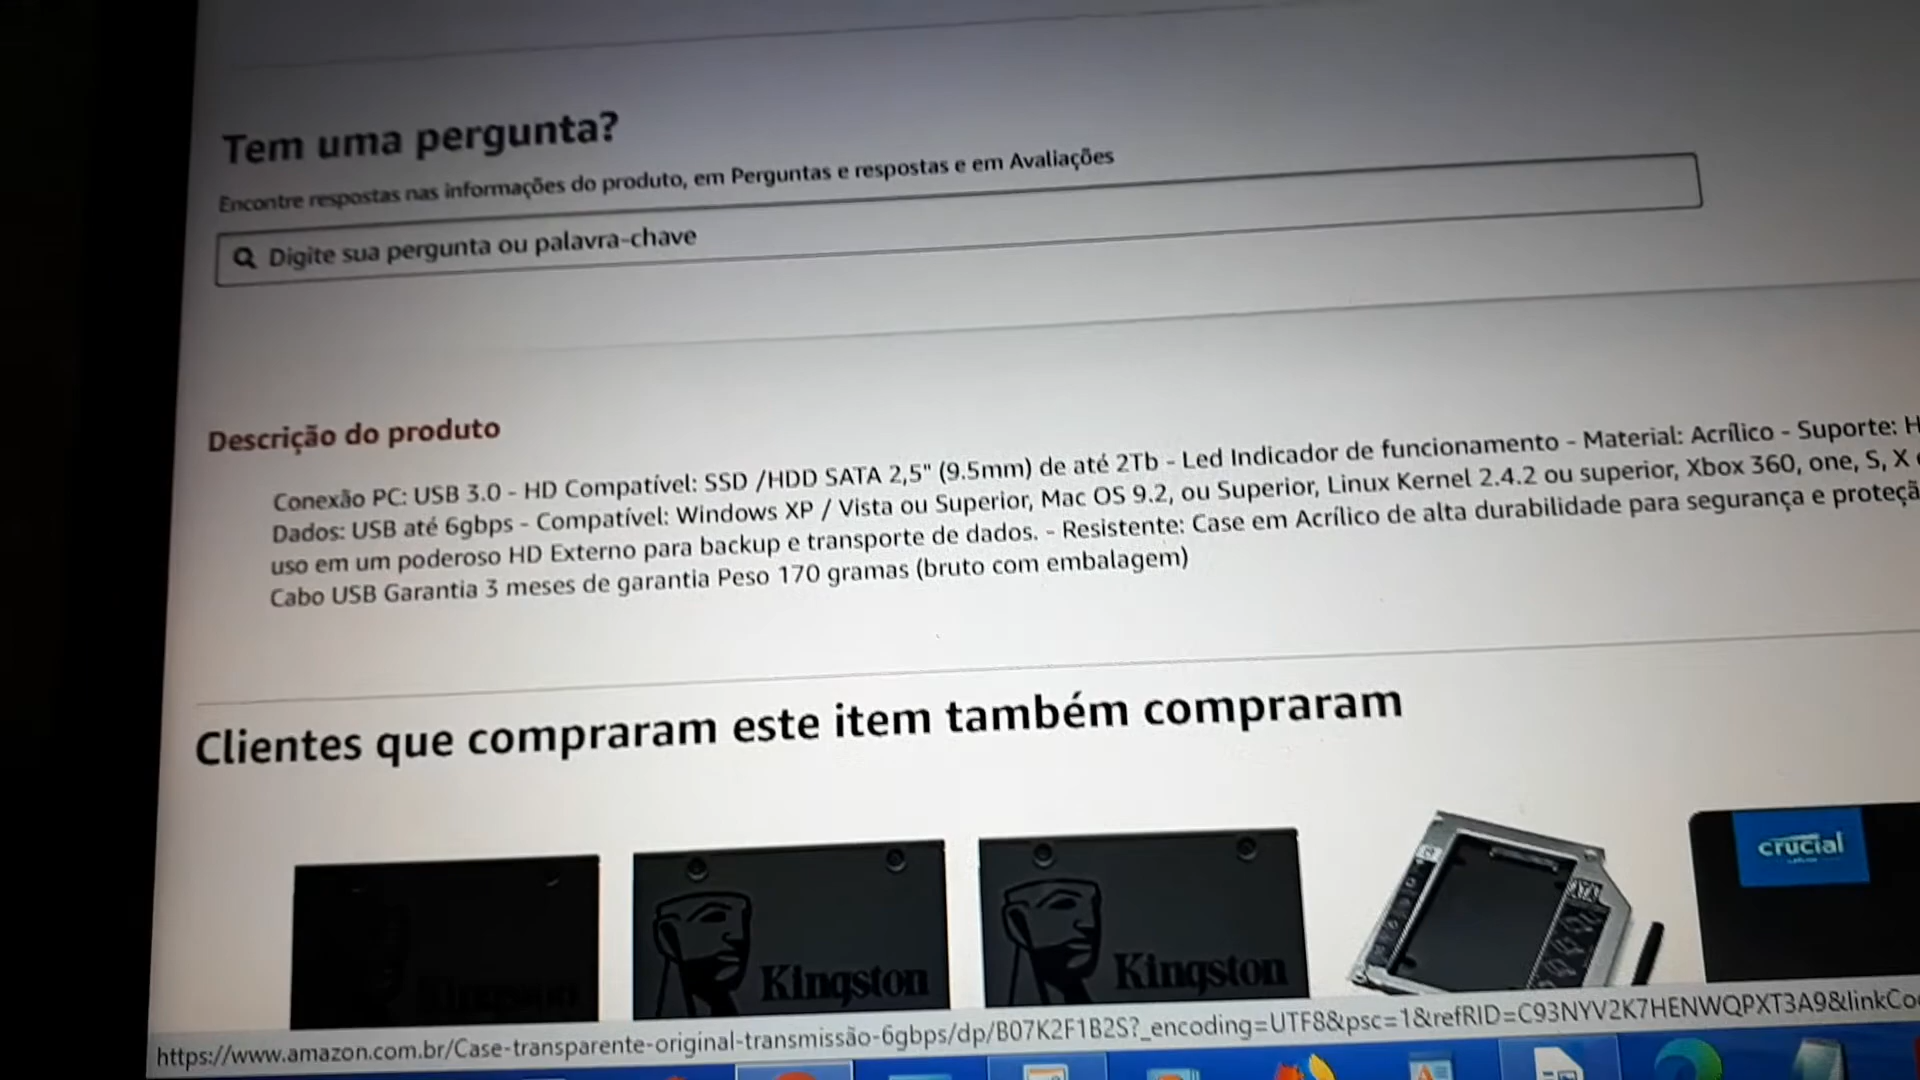 Tem uma pergunta?
Encontre respostas nas informações do produto, em Perguntas e respostas e em Avaliações
Digite sua pergunta ou palavra-chave
Descrição do produto
Conexão PC: USB 3.0 - HD Compatível: SSD /HDD SATA 2,5" (9.5mm) de até 2Tb - Led Indicador de funcionamento - Material: Acrílico - Suporte: H
Dados: USB até 6gbps - Compatível: Windows XP / Vista ou Superior, Mac OS 9.2, ou Superior, Linux Kernel 2.4.2 ou superior, Xbox 360, one, S, X
uso em um poderoso HD Externo para backup e transporte de dados. - Resistente: Case em Acrílico de alta durabilidade para segurança e proteçã
Cabo USB Garantia 3 meses de garantia Peso 170 gramas (bruto com embalagem)
Clientes que compraram este item também compraram
Kingston
Kingston
Kingston
crucial
https://www.amazon.com.br/Case-transparente-original-transmissão-6gbps/dp/B07K2F1B2S?_encoding=UTF8&psc=1&refRID=C93NYV2K7HENWQPXT3A9&linkCo